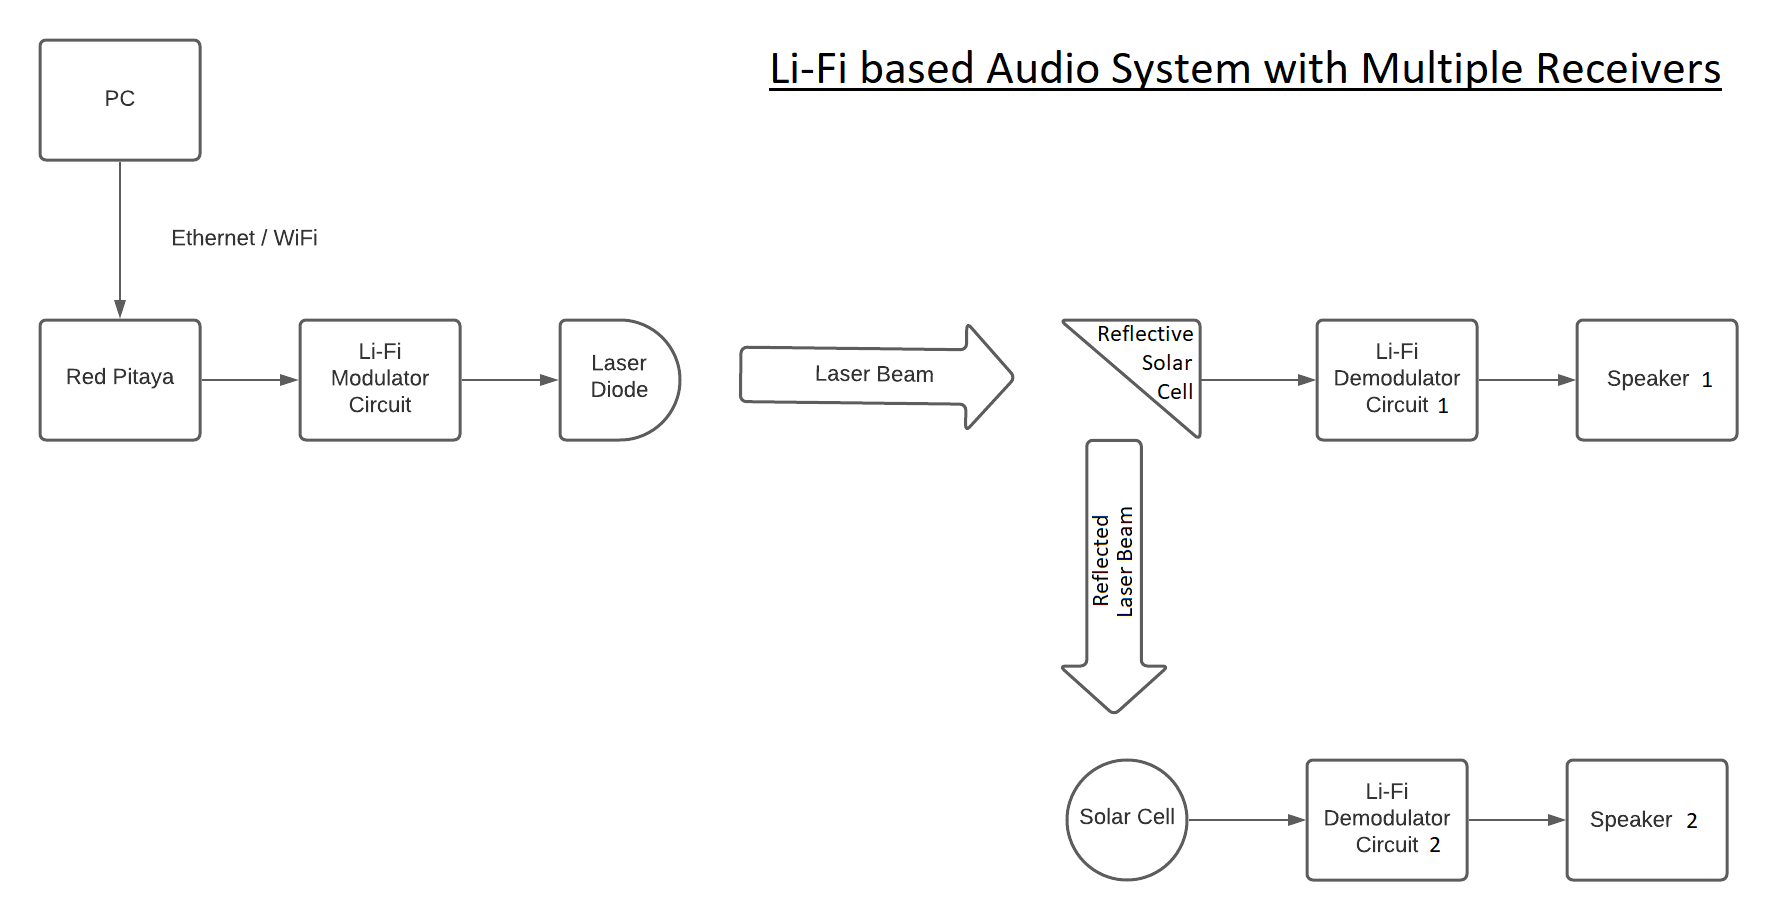 Li-Fi based Audio System with Multiple Receivers
PC
Ethernet / WiFi
Red Pitaya
Li-Fi
Modulator
Circuit
Laser
Diode
Laser Beam
Reflective
Solar
Cell
Li-Fi
Demodulator
Circuit 1
Speaker 1
Reflected
Laser Beam
Solar Cell
Li-Fi
Demodulator
Circuit 2
Speaker 2